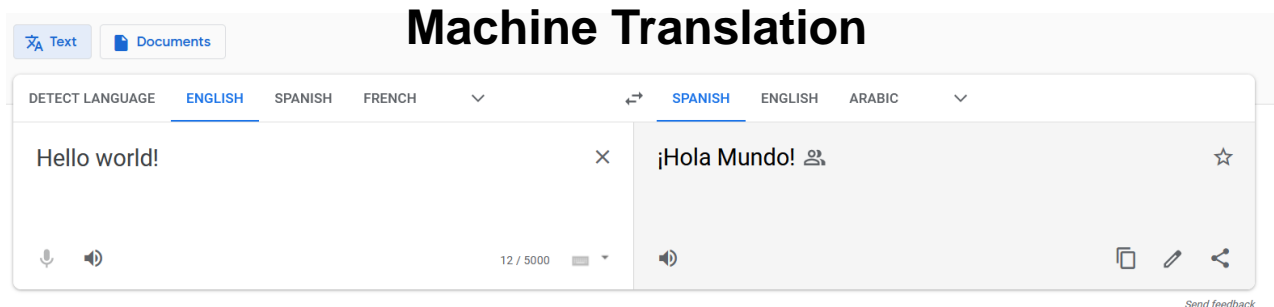 Machine Translation
Text Documents
DETECT LANGUAGE ENGLISH SPANISH FRENCH SPANISH ENGLISH ARABIC
Hello world! ¡Hola Mundo!
12 / 5000
Send feedback